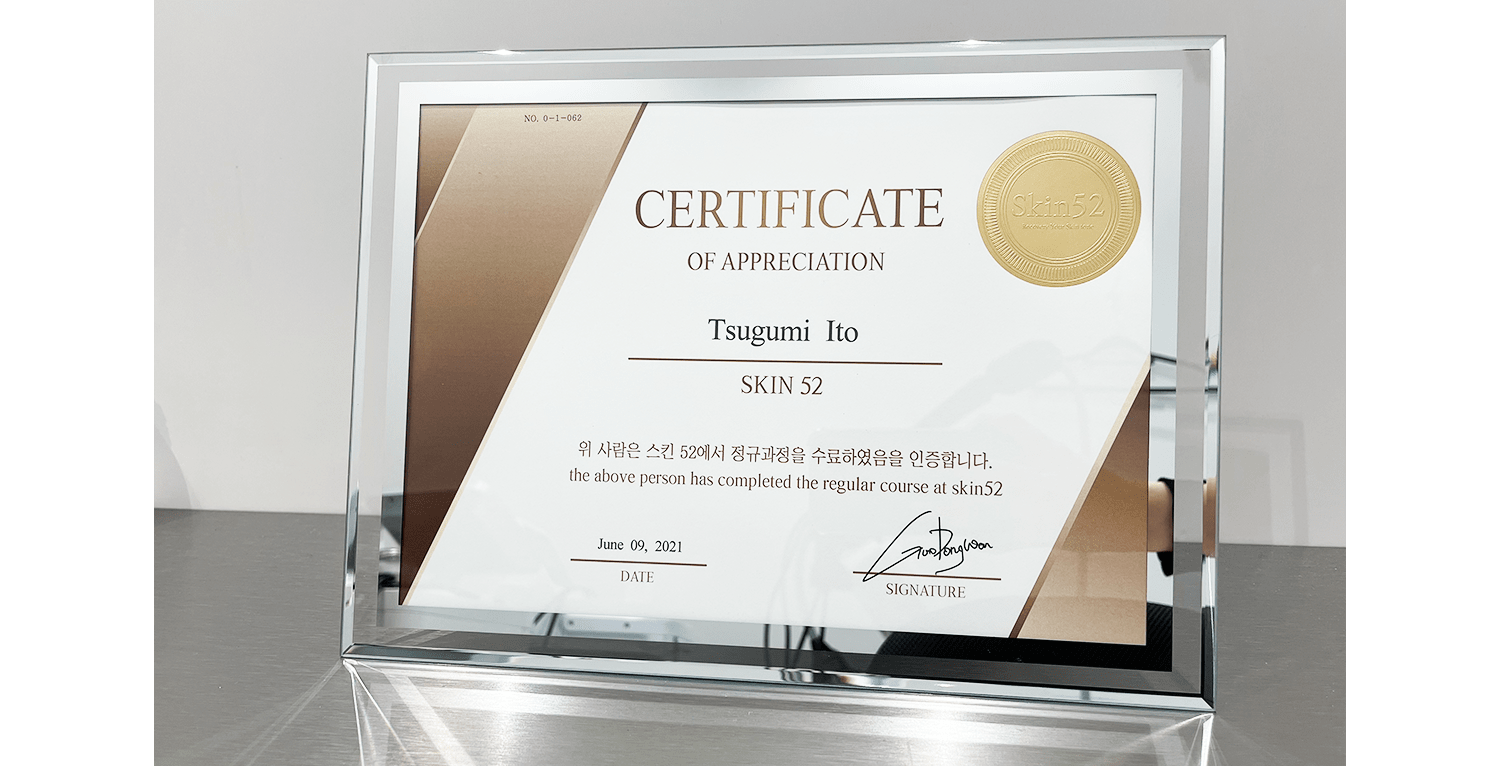 NO. 0-1-062
CERTIFICATE
OF APPRECIATION
Skin52
Tsugumi Ito
SKIN 52
위 사람은 스킨 52에서 정규과정을 수료하였음을 인증합니다.
the above person has completed the regular course at skin52
June 09, 2021
DATE
SIGNATURE